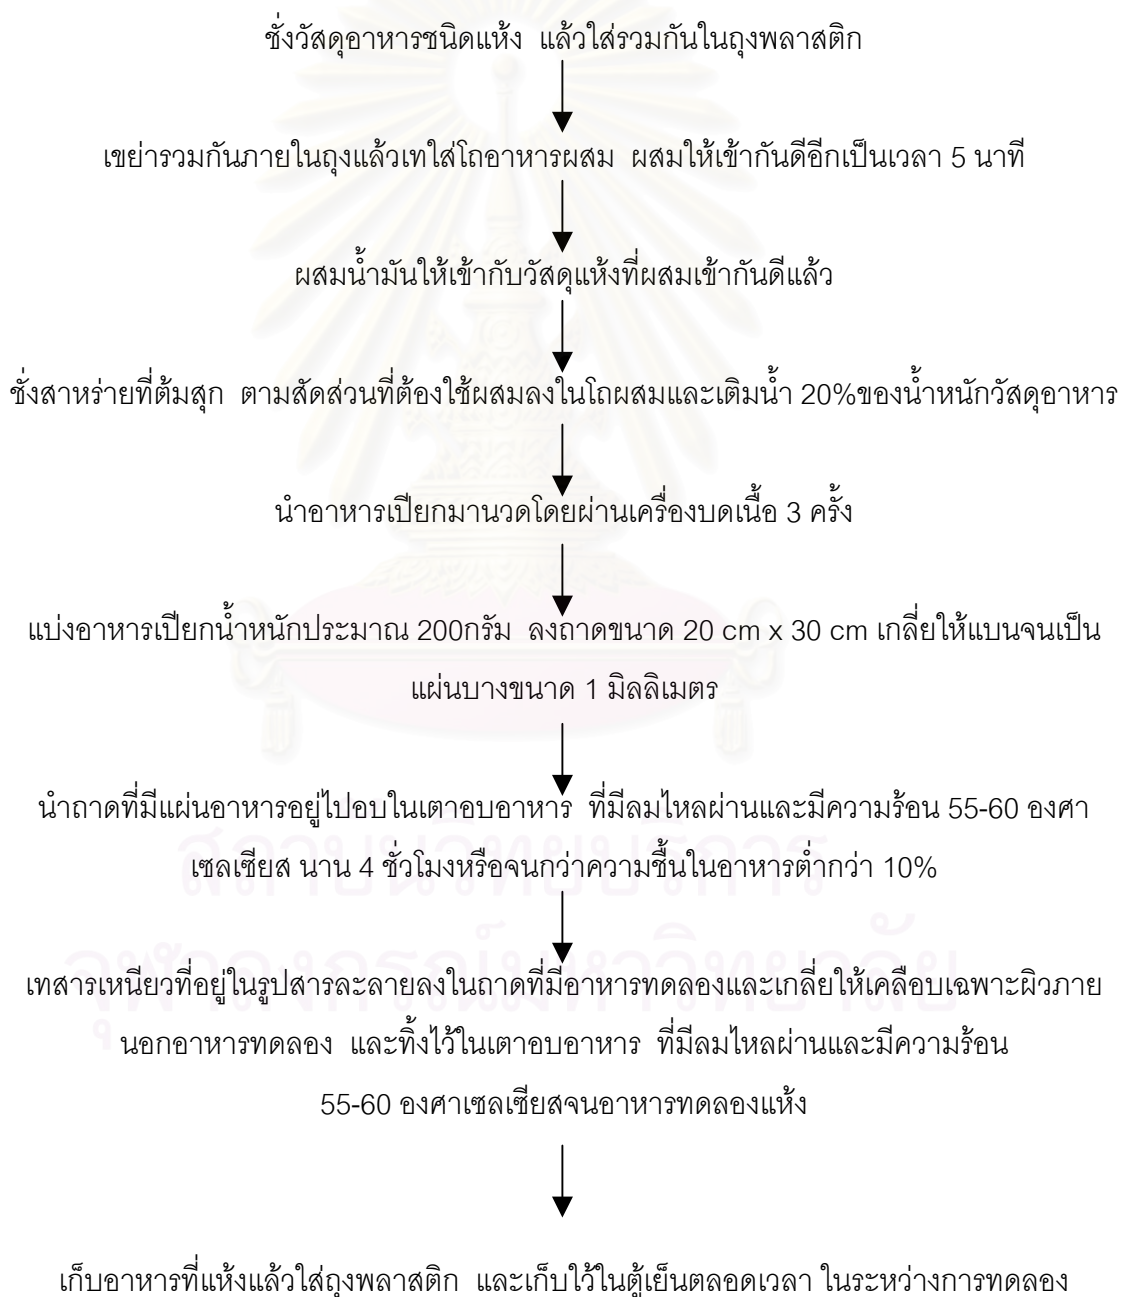 ชั่งวัสดุอาหารชนิดแห้ง แล้วใส่รวมกันในถุงพลาสติก
เขย่ารวมกันภายในถุงแล้วเทใส่โถอาหารผสม ผสมให้เข้ากันดีอีกเป็นเวลา 5 นาที
ผสมน้ำมันให้เข้ากับวัสดุแห้งที่ผสมเข้ากันดีแล้ว
ชั่งสาหร่ายที่ต้มสุก ตามสัดส่วนที่ต้องใช้ผสมลงในโถผสมและเติมน้ำ 20%ของน้ำหนักวัสดุอาหาร
นำอาหารเปียกมานวดโดยผ่านเครื่องบดเนื้อ 3 ครั้ง
แบ่งอาหารเปียกน้ำหนักประมาณ 200กรัม ลงถาดขนาด 20 cm x 30 cm เกลี่ยให้แบนจนเป็น
แผ่นบางขนาด 1 มิลลิเมตร
นำถาดที่มีแผ่นอาหารอยู่ไปอบในเตาอบอาหาร ที่มีลมไหลผ่านและมีความร้อน 55-60 องศา
เซลเซียส นาน 4 ชั่วโมงหรือจนกว่าความชื้นในอาหารต่ำกว่า 10%
สถาบันวิทยบริการ
จุฬาลงกรณ์มหาวิทยาลัย
เทสารเหนียวที่อยู่ในรูปสารละลายลงในถาดที่มีอาหารทดลองและเกลี่ยให้เคลือบเฉพาะผิวภาย
นอกอาหารทดลอง และทิ้งไว้ในเตาอบอาหาร ที่มีลมไหลผ่านและมีความร้อน
55-60 องศาเซลเซียสจนอาหารทดลองแห้ง
เก็บอาหารที่แห้งแล้วใส่ถุงพลาสติก และเก็บใว้ในตู้เย็นตลอดเวลา ในระหว่างการทดลอง